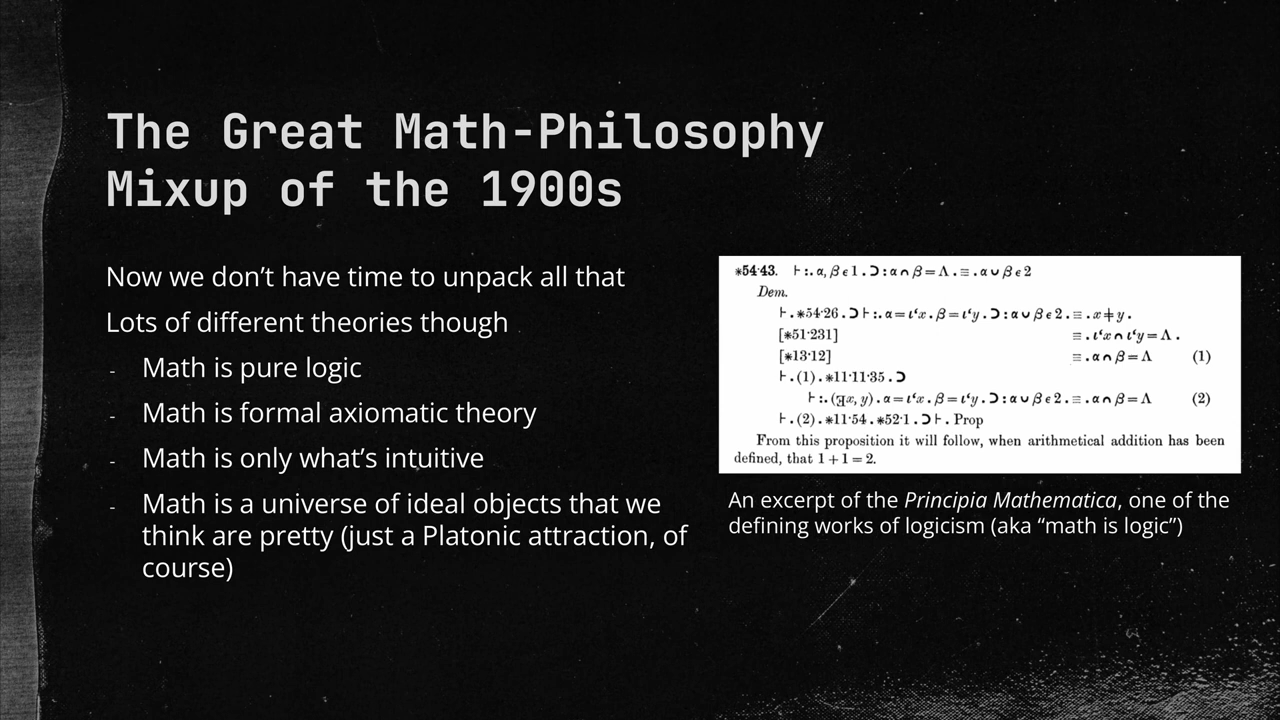 The Great Math-Philosophy
Mixup of the 1900s
Now we don’t have time to unpack all that
Lots of different theories though
- Math is pure logic
- Math is formal axiomatic theory
- Math is only what’s intuitive
- Math is a universe of ideal objects that we
think are pretty (just a Platonic attraction, of
course)
∗54·43. ⊢:. α, β ε 1 . ⊃ : α ∩ β = Λ . ≡ . α ∪ β ε 2
Dem.
⊢ . ∗54·26 . ⊃ ⊢ :. α = ι‘x . β = ι‘y . ⊃ : α ∪ β ε 2 . ≡ . x ≠ y .
[∗51·231] ≡ . ι‘x ∩ ι‘y = Λ .
[∗13·12] ≡ . α ∩ β = Λ (1)
⊢ . (1) . ∗11·11·35 . ⊃
⊢ :. (∃x, y) . α = ι‘x . β = ι‘y . ⊃ : α ∪ β ε 2 . ≡ . α ∩ β = Λ (2)
⊢ . (2) . ∗11·54 . ∗52·1 . ⊃ ⊢ . Prop
From this proposition it will follow, when arithmetical addition has been
defined, that 1 + 1 = 2.
An excerpt of the Principia Mathematica, one of the
defining works of logicism (aka “math is logic”)